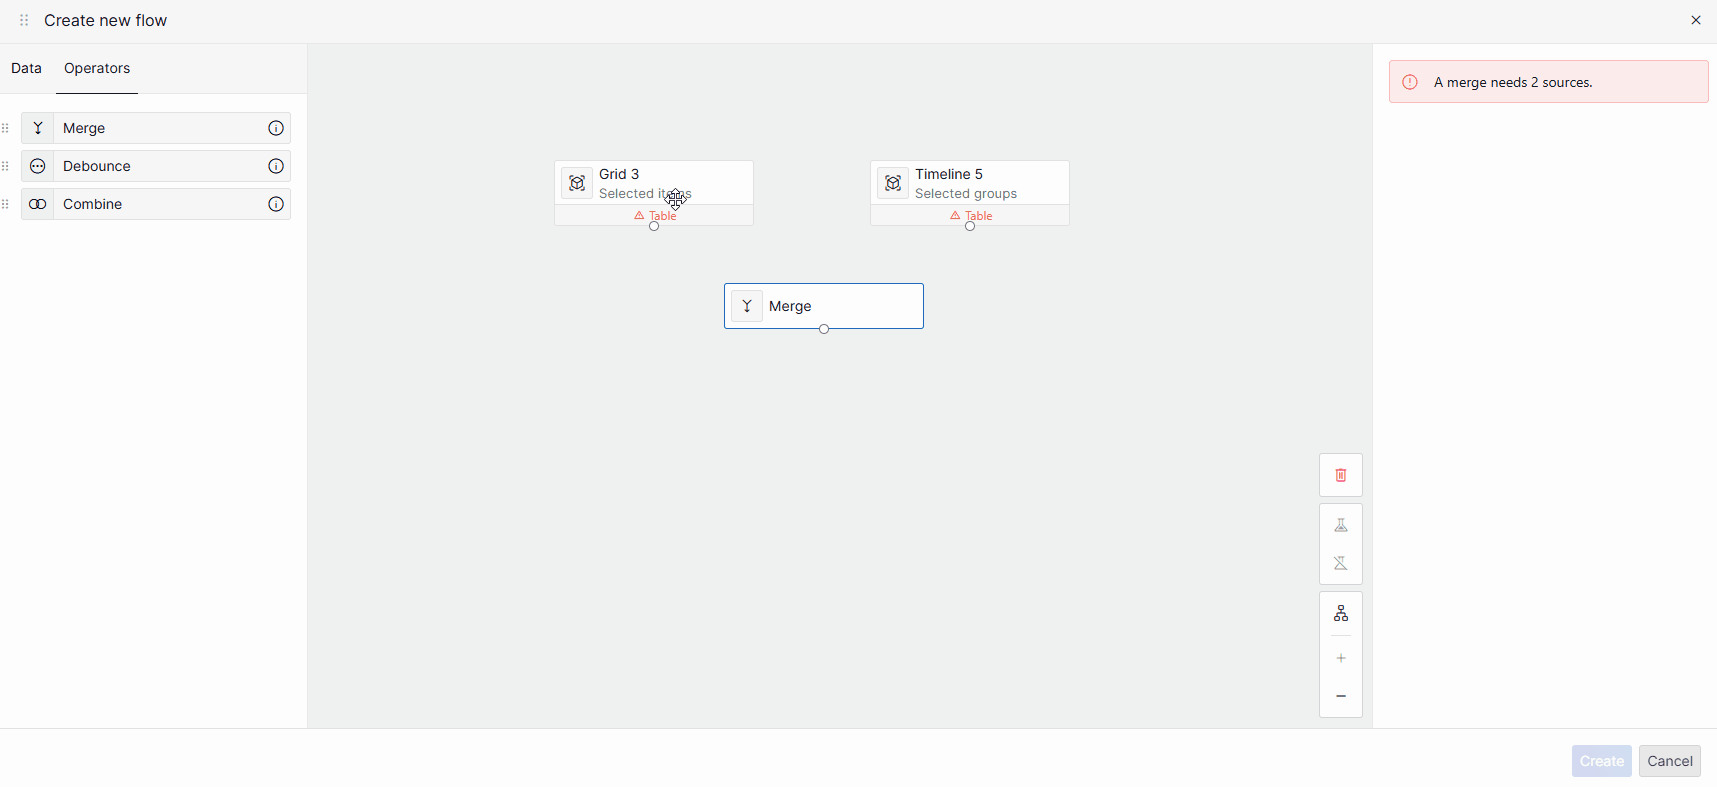 Create new flow
Data
Operators
Merge
Debounce
Combine
Grid 3
Selected items
Table
Timeline 5
Selected groups
Table
Merge
A merge needs 2 sources.
Create
Cancel